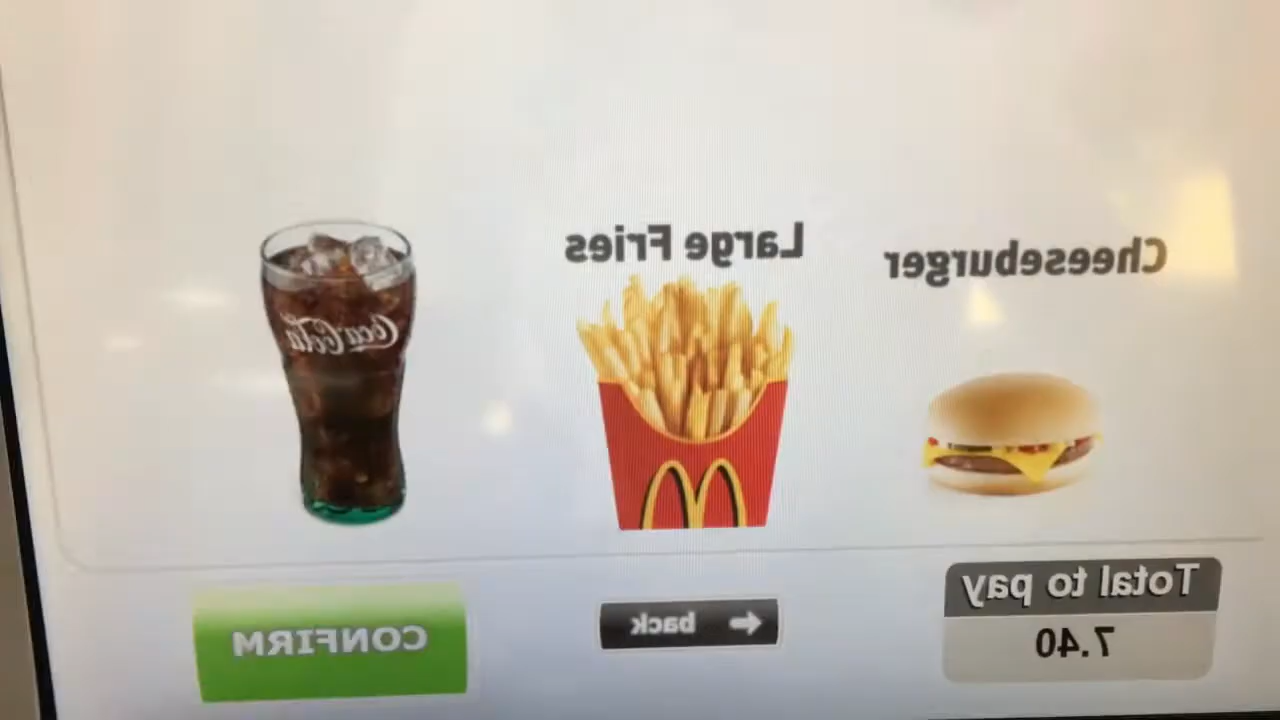 Cheeseburger
Large Fries
Coca-Cola
Total to pay
7.40
back
CONFIRM